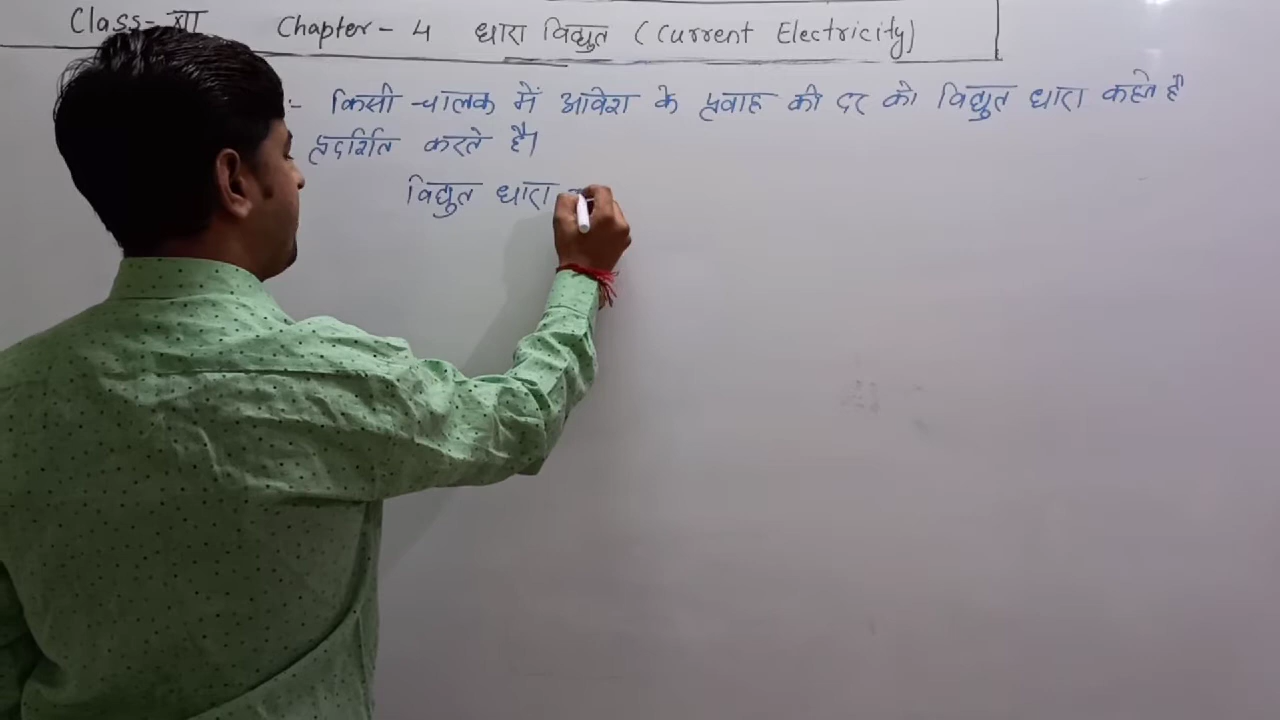 Class- XII Chapter- 4 धारा विद्युत (Current Electricity)
:- किसी चालक में आवेश के प्रवाह की दर को विद्युत धारा कहते है
प्रदर्शित करते है।
विद्युत धारा